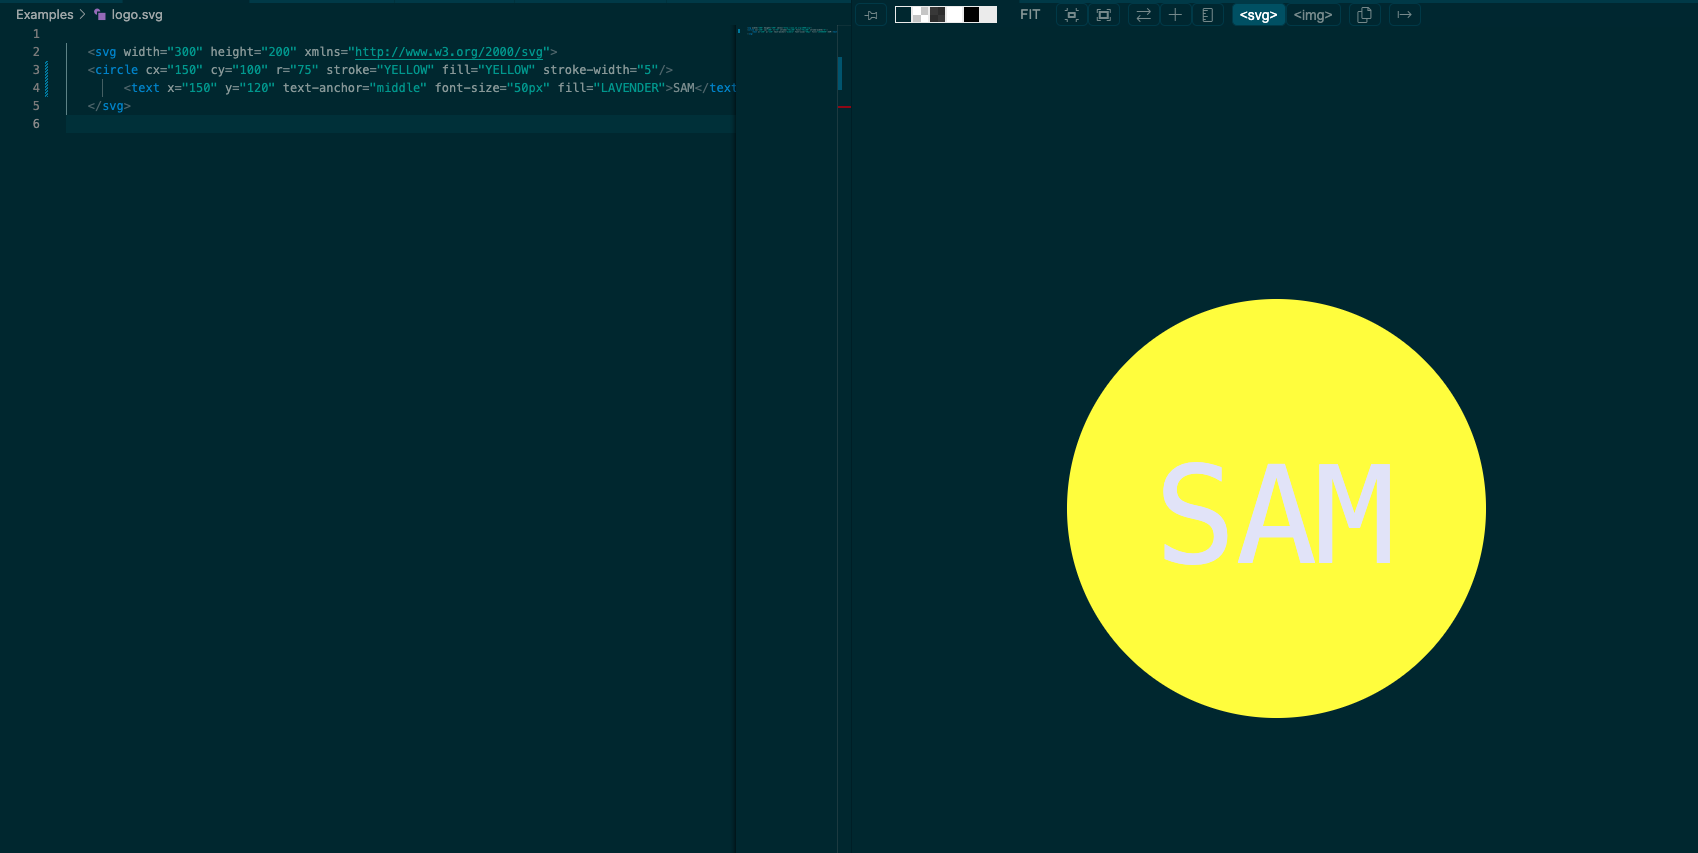 Examples > logo.svg
FIT
<svg>
<img>
1
2 <svg width="300" height="200" xmlns="http://www.w3.org/2000/svg">
3 <circle cx="150" cy="100" r="75" stroke="YELLOW" fill="YELLOW" stroke-width="5"/>
4 <text x="150" y="120" text-anchor="middle" font-size="50px" fill="LAVENDER">SAM</text
5 </svg>
6
SAM